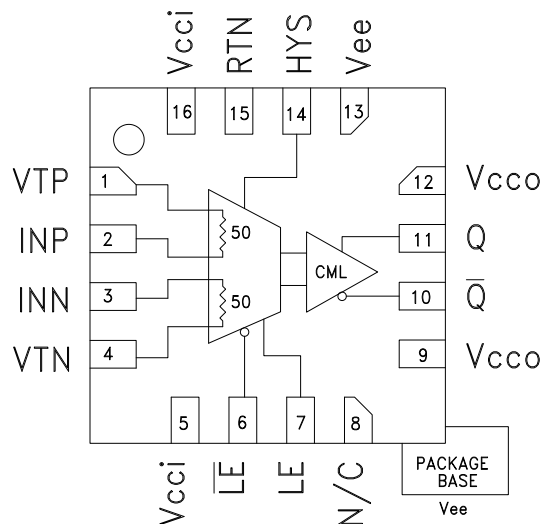 Vcci
RTN
HYS
Vee
16
15
14
13
VTP
1
12
Vcco
50
INP
2
11
Q
CML
INN
3
10
Q̅
50
VTN
4
9
Vcco
5
6
7
8
Vcci
L̅E̅
LE
N/C
PACKAGE
BASE
Vee